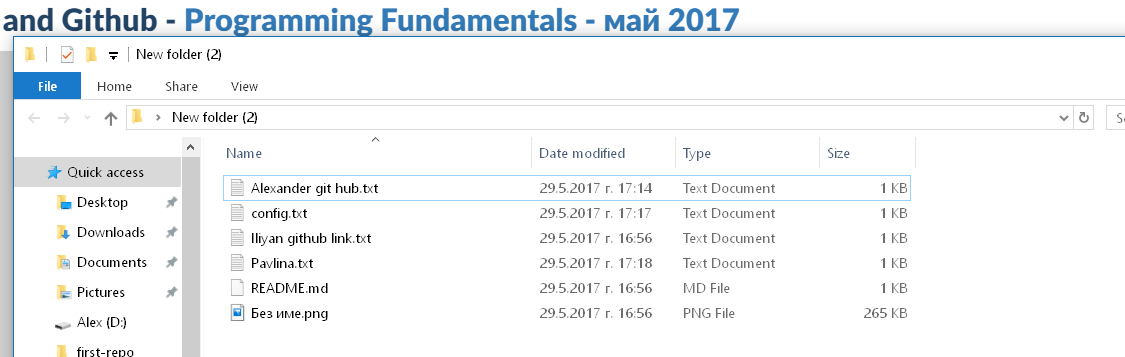 and Github - Programming Fundamentals - май 2017
New folder (2)
File Home Share View
New folder (2)
Name Date modified Type Size
Quick access
Desktop
Downloads
Documents
Pictures
Alex (D:)
first-repo
Alexander git hub.txt 29.5.2017 г. 17:14 Text Document 1 KB
config.txt 29.5.2017 г. 17:17 Text Document 1 KB
Iliyan github link.txt 29.5.2017 г. 16:56 Text Document 1 KB
Pavlina.txt 29.5.2017 г. 17:18 Text Document 1 KB
README.md 29.5.2017 г. 16:56 MD File 1 KB
Без име.png 29.5.2017 г. 16:56 PNG File 265 KB